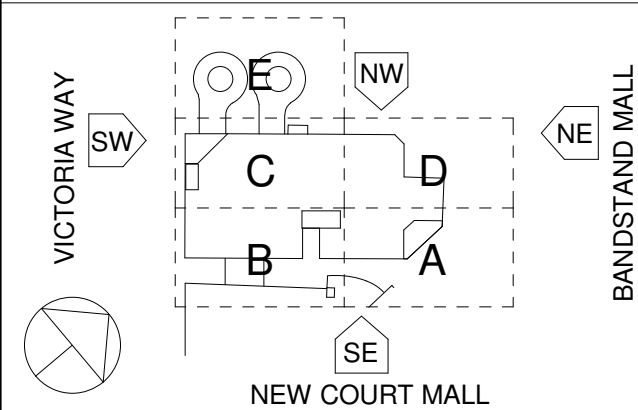 E
NW
VICTORIA WAY
SW
NE
C
D
BANDSTAND MALL
B
A
SE
NEW COURT MALL